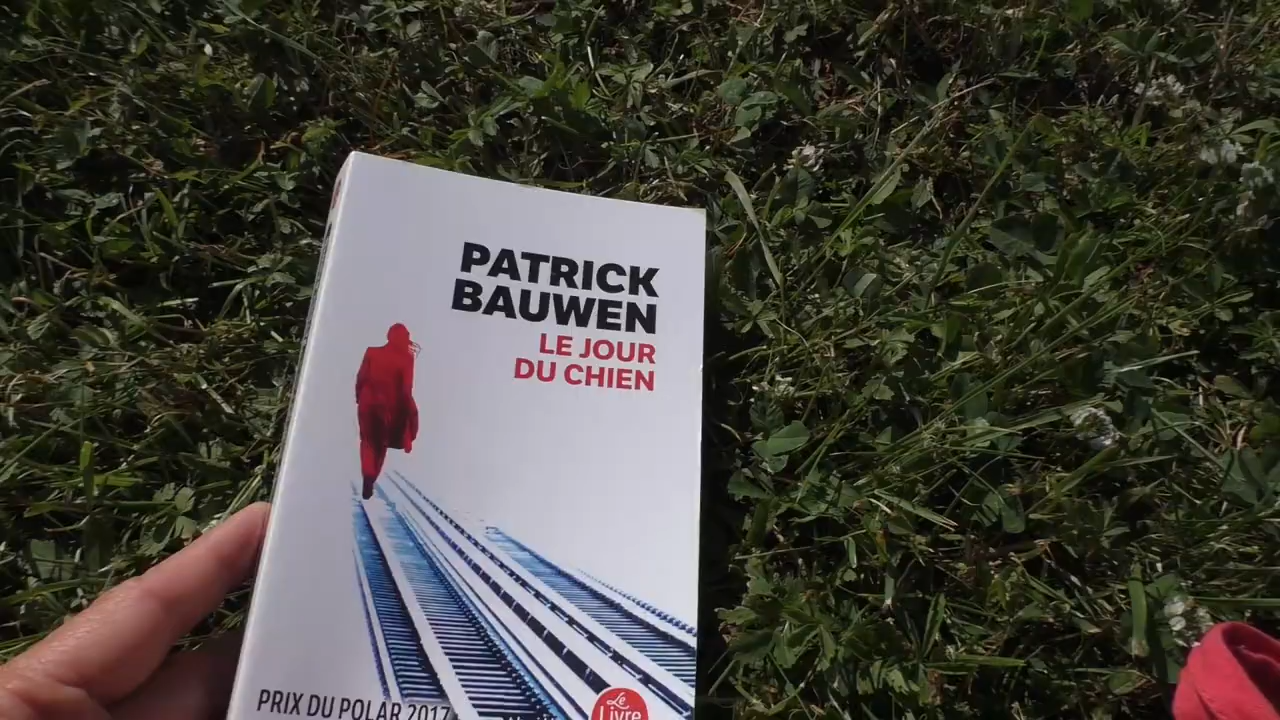 PATRICK
BAUWEN
LE JOUR
DU CHIEN
PRIX DU POLAR 2017
Le
Livre